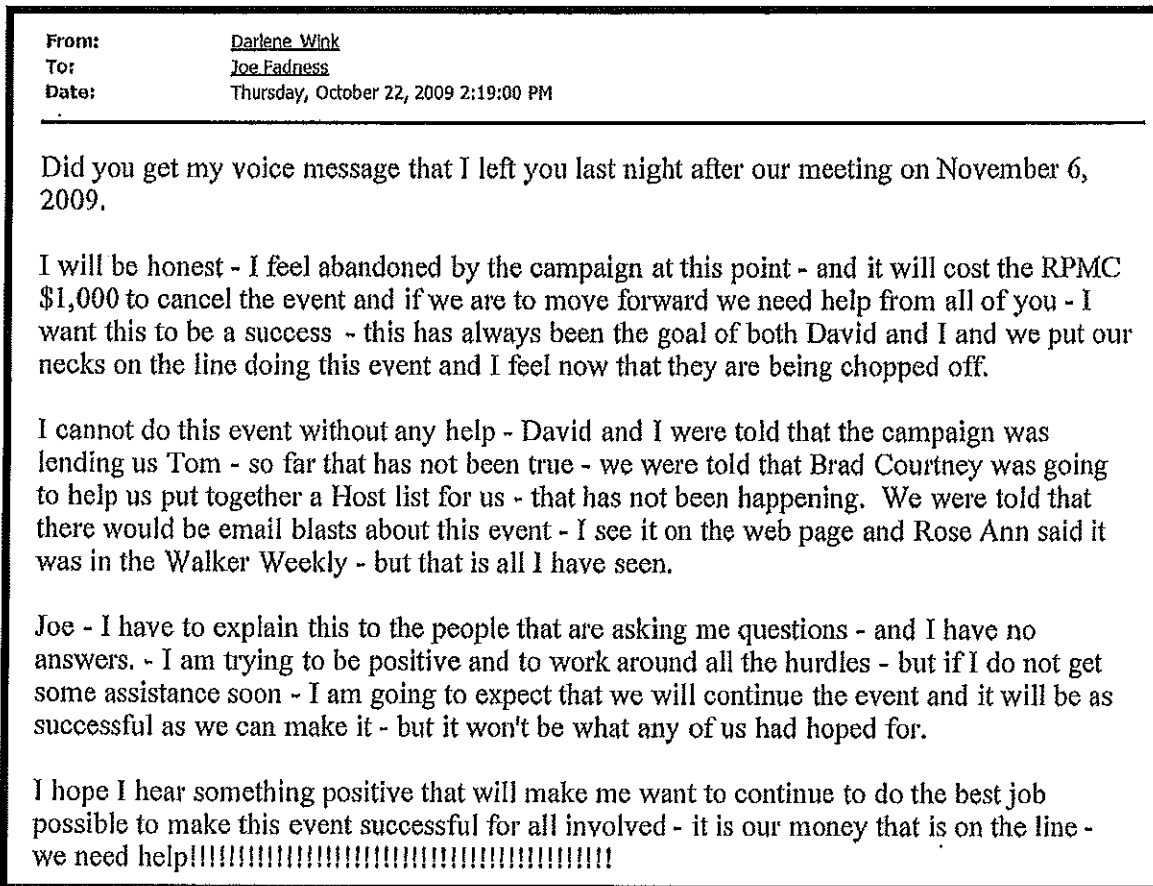 From: Darlene Wink
To: Joe Fadness
Date: Thursday, October 22, 2009 2:19:00 PM
Did you get my voice message that I left you last night after our meeting on November 6,
2009.
I will be honest - I feel abandoned by the campaign at this point - and it will cost the RPMC
$1,000 to cancel the event and if we are to move forward we need help from all of you - I
want this to be a success - this has always been the goal of both David and I and we put our
necks on the line doing this event and I feel now that they are being chopped off.
I cannot do this event without any help - David and I were told that the campaign was
lending us Tom - so far that has not been true - we were told that Brad Courtney was going
to help us put together a Host list for us - that has not been happening. We were told that
there would be email blasts about this event - I see it on the web page and Rose Ann said it
was in the Walker Weekly - but that is all I have seen.
Joe - I have to explain this to the people that are asking me questions - and I have no
answers. - I am trying to be positive and to work around all the hurdles - but if I do not get
some assistance soon - I am going to expect that we will continue the event and it will be as
successful as we can make it - but it won't be what any of us had hoped for.
I hope I hear something positive that will make me want to continue to do the best job
possible to make this event successful for all involved - it is our money that is on the line -
we need help!!!!!!!!!!!!!!!!!!!!!!!!!!!!!!!!!!!!!!!!!!!!